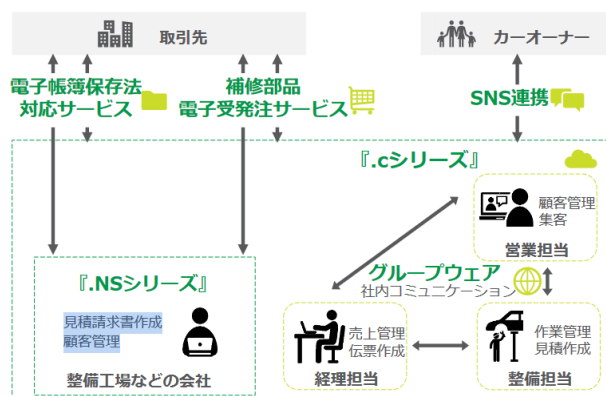 取引先
カーオーナー
電子帳簿保存法
対応サービス
補修部品
電子受発注サービス
SNS連携
『.cシリーズ』
顧客管理
集客
営業担当
『.NSシリーズ』
見積請求書作成
顧客管理
整備工場などの会社
グループウェア
社内コミュニケーション
売上管理
伝票作成
経理担当
作業管理
見積作成
整備担当